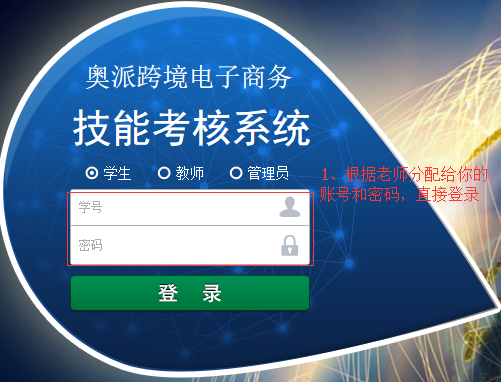 奥派跨境电子商务
技能考核系统
学生 教师 管理员
1、根据老师分配给你的
账号和密码，直接登录
学号
密码
登 录